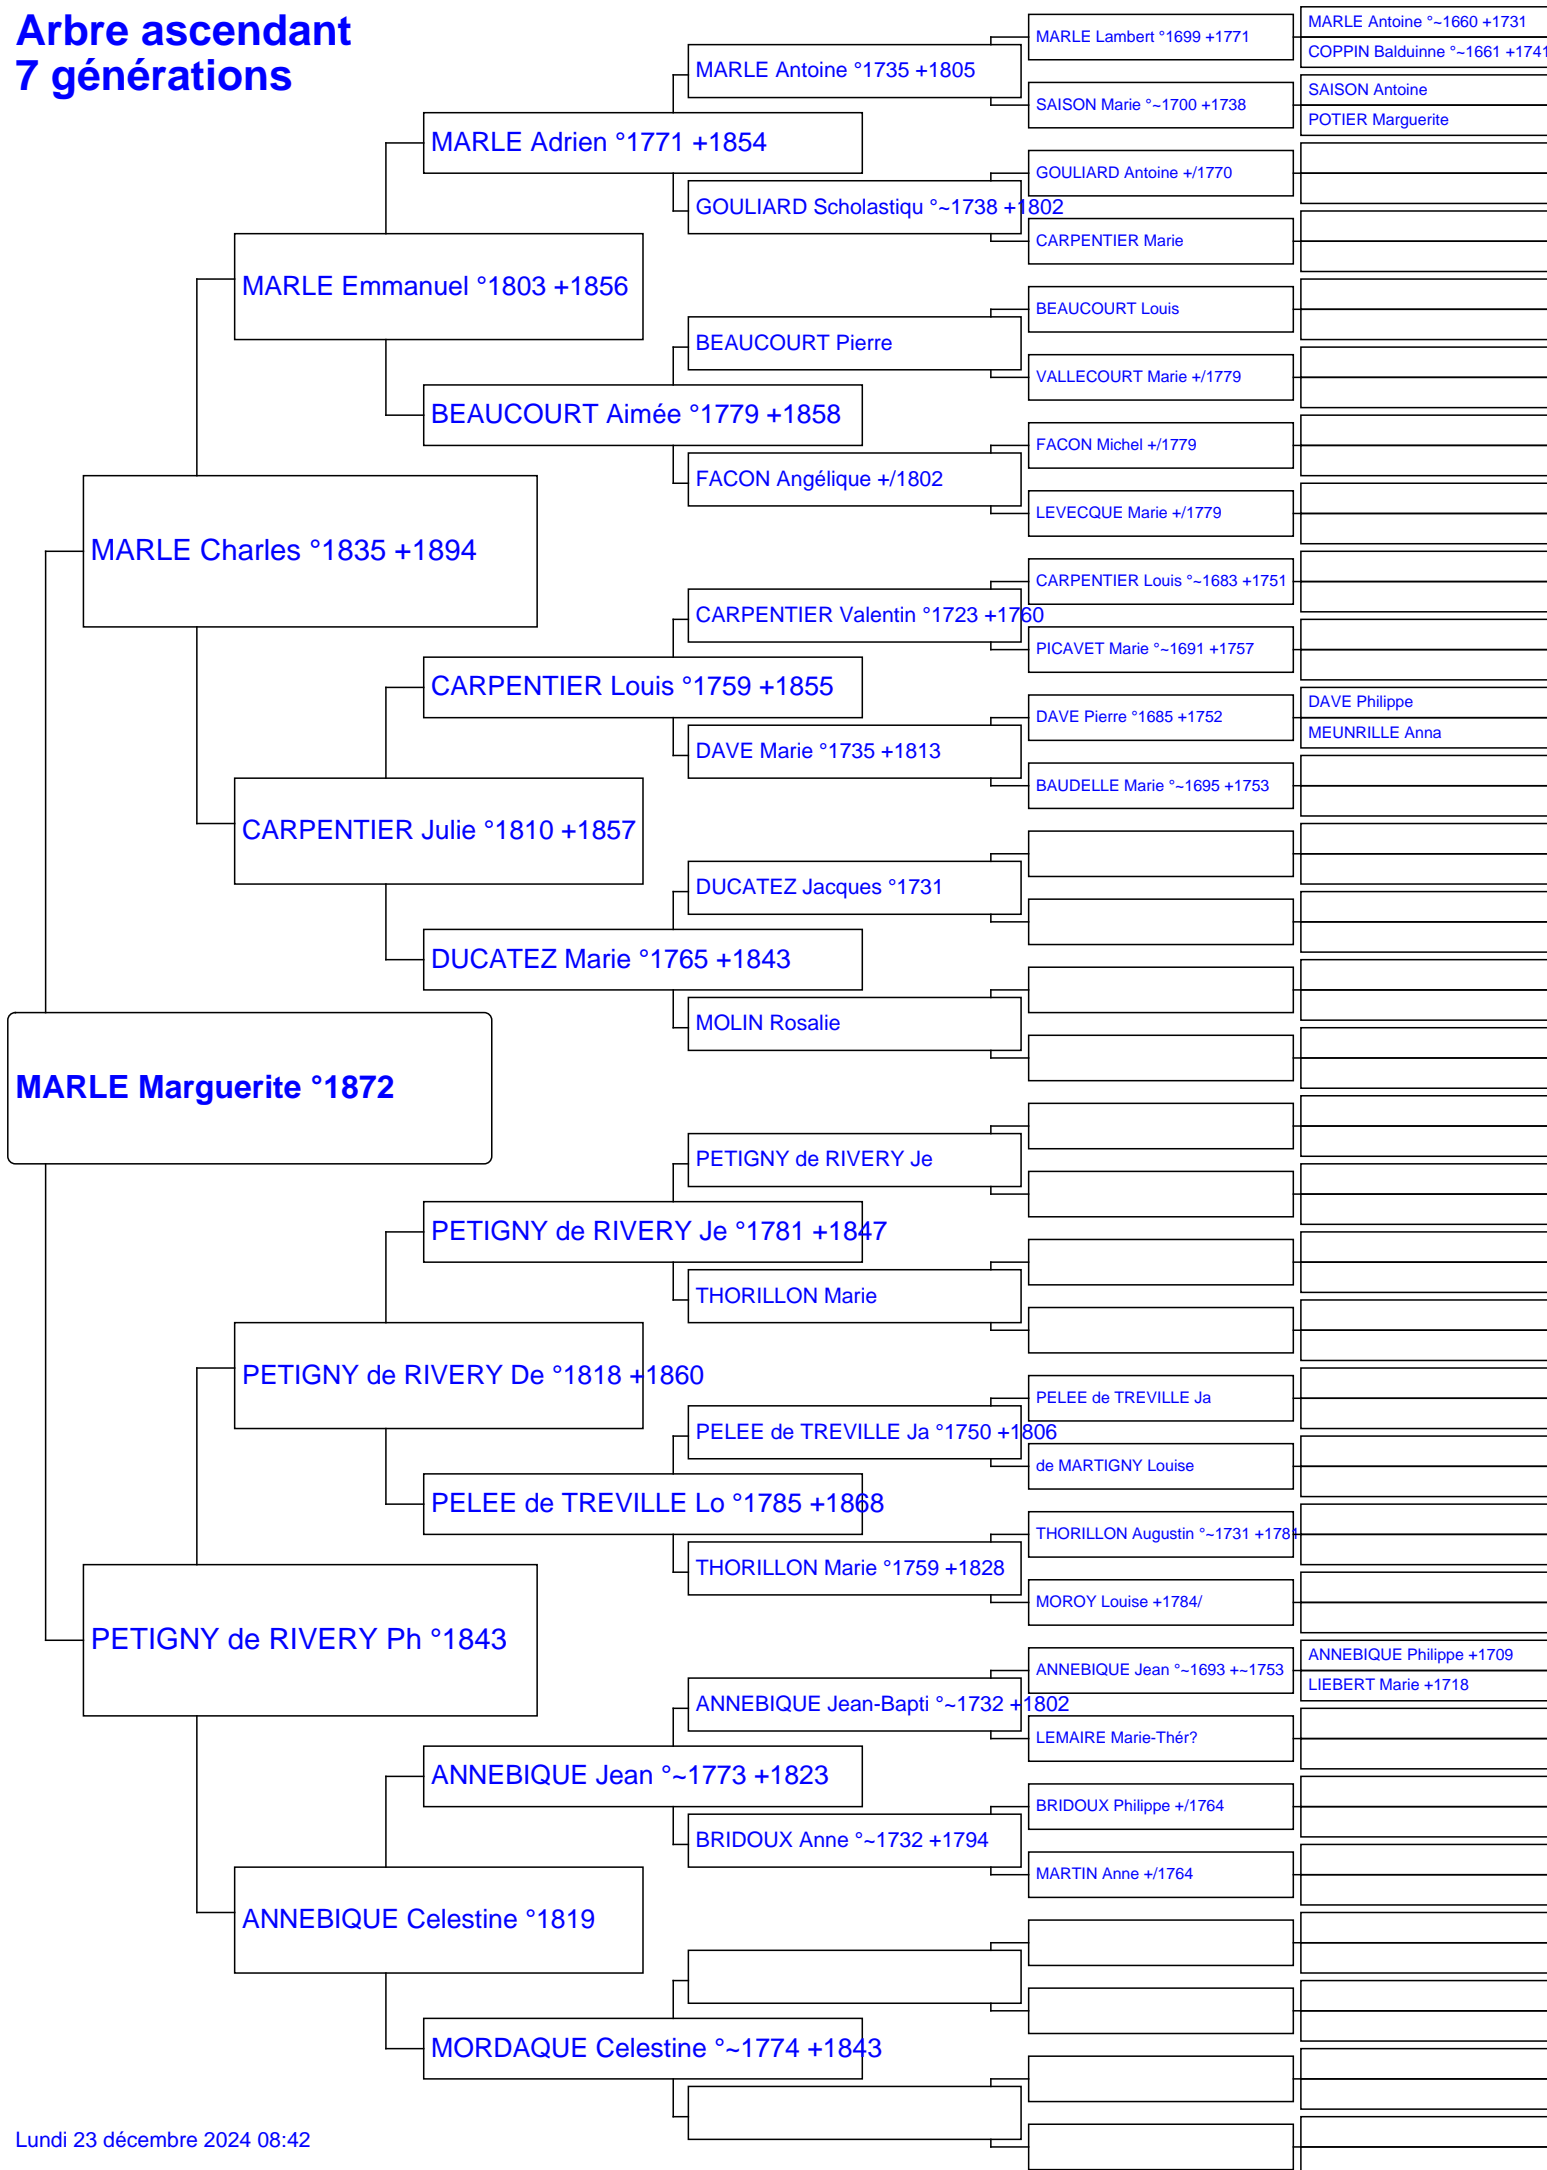 Arbre ascendant
7 générations
MARLE Marguerite °1872
MARLE Charles °1835 +1894
PETIGNY de RIVERY Ph °1843
MARLE Emmanuel °1803 +1856
CARPENTIER Julie °1810 +1857
PETIGNY de RIVERY De °1818 +1860
ANNEBIQUE Celestine °1819
MARLE Adrien °1771 +1854
BEAUCOURT Aimée °1779 +1858
CARPENTIER Louis °1759 +1855
DUCATEZ Marie °1765 +1843
PETIGNY de RIVERY Je °1781 +1847
PELEE de TREVILLE Lo °1785 +1868
ANNEBIQUE Jean °~1773 +1823
MORDAQUE Celestine °~1774 +1843
MARLE Antoine °1735 +1805
GOULIARD Scholastiqu °~1738 +1802
BEAUCOURT Pierre
FACON Angélique +/1802
CARPENTIER Valentin °1723 +1760
DAVE Marie °1735 +1813
DUCATEZ Jacques °1731
MOLIN Rosalie
PETIGNY de RIVERY Je
THORILLON Marie
PELEE de TREVILLE Ja °1750 +1806
THORILLON Marie °1759 +1828
ANNEBIQUE Jean-Bapti °~1732 +1802
BRIDOUX Anne °~1732 +1794
MARLE Lambert °1699 +1771
SAISON Marie °~1700 +1738
GOULIARD Antoine +/1770
CARPENTIER Marie
BEAUCOURT Louis
VALLECOURT Marie +/1779
FACON Michel +/1779
LEVECQUE Marie +/1779
CARPENTIER Louis °~1683 +1751
PICAVET Marie °~1691 +1757
DAVE Pierre °1685 +1752
BAUDELLE Marie °~1695 +1753
PELEE de TREVILLE Ja
de MARTIGNY Louise
THORILLON Augustin °~1731 +1781
MOROY Louise +1784/
ANNEBIQUE Jean °~1693 +~1753
LEMAIRE Marie-Thér?
BRIDOUX Philippe +/1764
MARTIN Anne +/1764
MARLE Antoine °~1660 +1731
COPPIN Balduinne °~1661 +1741
SAISON Antoine
POTIER Marguerite
DAVE Philippe
MEUNRILLE Anna
ANNEBIQUE Philippe +1709
LIEBERT Marie +1718
Lundi 23 décembre 2024 08:42